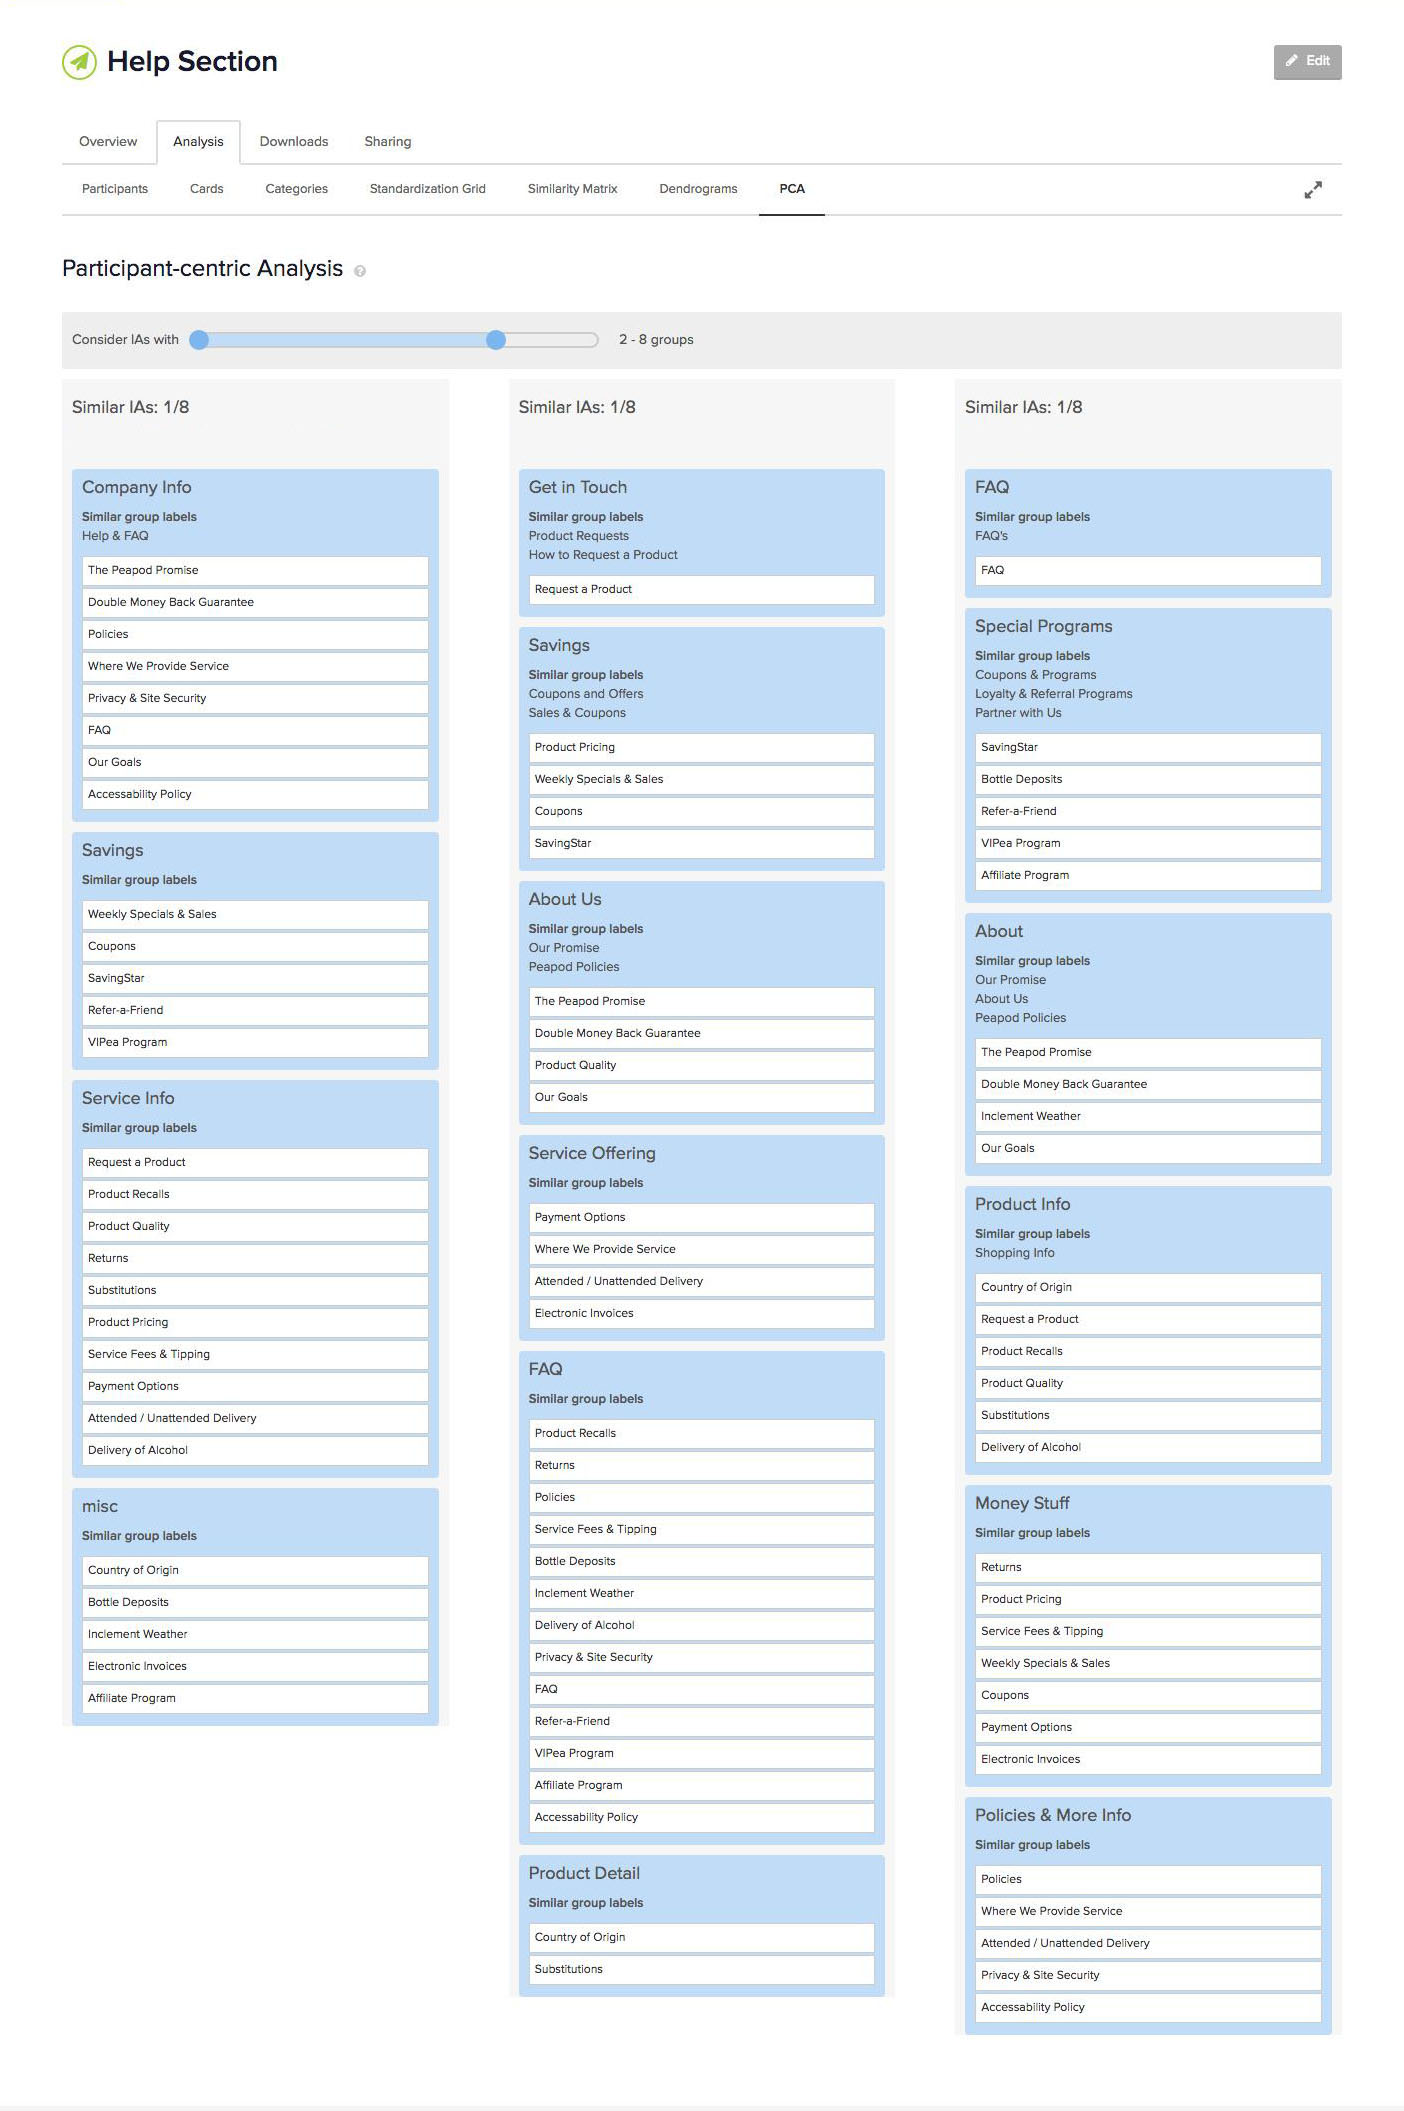 Help Section
Edit
Overview
Analysis
Downloads
Sharing
Participants
Cards
Categories
Standardization Grid
Similarity Matrix
Dendrograms
PCA
Participant-centric Analysis ?
Consider IAs with
2 - 8 groups
Similar IAs: 1/8
Company Info
Similar group labels
Help & FAQ
The Peapod Promise
Double Money Back Guarantee
Policies
Where We Provide Service
Privacy & Site Security
FAQ
Our Goals
Accessability Policy
Savings
Similar group labels
Weekly Specials & Sales
Coupons
SavingStar
Refer-a-Friend
VIPea Program
Service Info
Similar group labels
Request a Product
Product Recalls
Product Quality
Returns
Substitutions
Product Pricing
Service Fees & Tipping
Payment Options
Attended / Unattended Delivery
Delivery of Alcohol
misc
Similar group labels
Country of Origin
Bottle Deposits
Inclement Weather
Electronic Invoices
Affiliate Program
Similar IAs: 1/8
Get in Touch
Similar group labels
Product Requests
How to Request a Product
Request a Product
Savings
Similar group labels
Coupons and Offers
Sales & Coupons
Product Pricing
Weekly Specials & Sales
Coupons
SavingStar
About Us
Similar group labels
Our Promise
Peapod Policies
The Peapod Promise
Double Money Back Guarantee
Product Quality
Our Goals
Service Offering
Similar group labels
Payment Options
Where We Provide Service
Attended / Unattended Delivery
Electronic Invoices
FAQ
Similar group labels
Product Recalls
Returns
Policies
Service Fees & Tipping
Bottle Deposits
Inclement Weather
Delivery of Alcohol
Privacy & Site Security
FAQ
Refer-a-Friend
VIPea Program
Affiliate Program
Accessability Policy
Product Detail
Similar group labels
Country of Origin
Substitutions
Similar IAs: 1/8
FAQ
Similar group labels
FAQ's
FAQ
Special Programs
Similar group labels
Coupons & Programs
Loyalty & Referral Programs
Partner with Us
SavingStar
Bottle Deposits
Refer-a-Friend
VIPea Program
Affiliate Program
About
Similar group labels
Our Promise
About Us
Peapod Policies
The Peapod Promise
Double Money Back Guarantee
Inclement Weather
Our Goals
Product Info
Similar group labels
Shopping Info
Country of Origin
Request a Product
Product Recalls
Product Quality
Substitutions
Delivery of Alcohol
Money Stuff
Similar group labels
Returns
Product Pricing
Service Fees & Tipping
Weekly Specials & Sales
Coupons
Payment Options
Electronic Invoices
Policies & More Info
Similar group labels
Policies
Where We Provide Service
Attended / Unattended Delivery
Privacy & Site Security
Accessability Policy